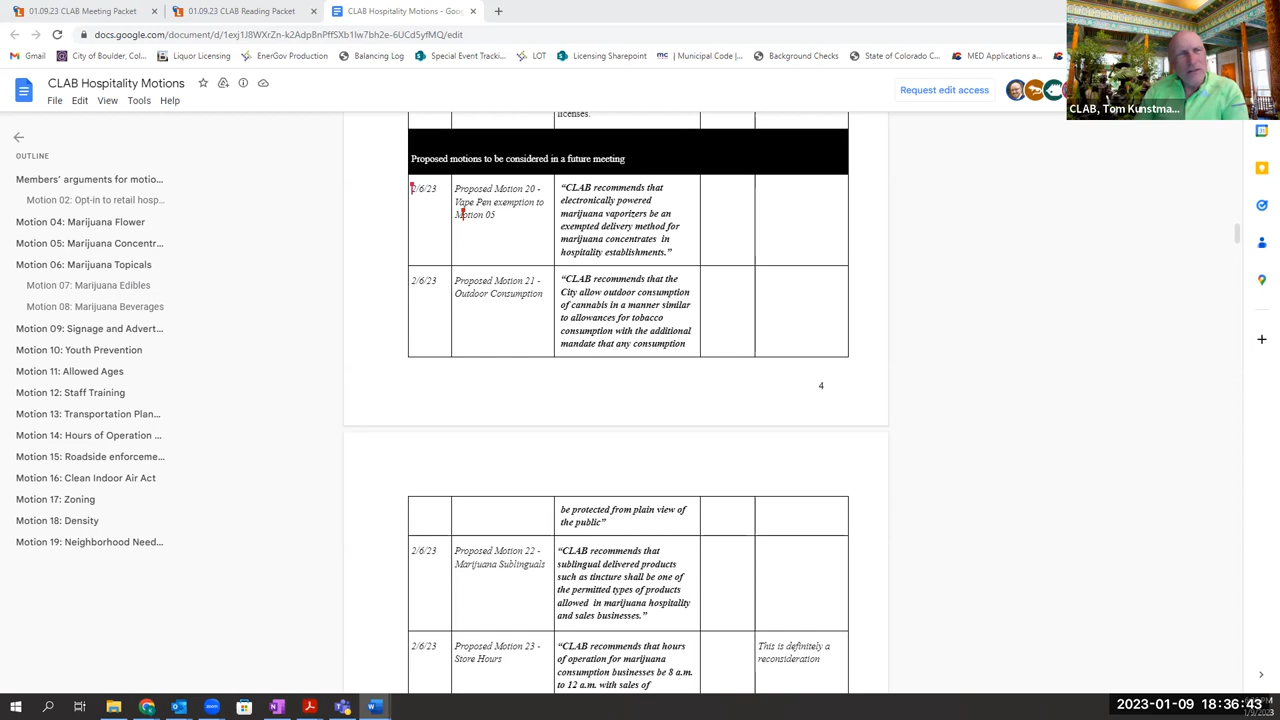 01.09.23 CLAB Meeting Packet
01.09.23 CLAB Reading Packet
CLAB Hospitality Motions - Goog
docs.google.com/document/d/1exj1J8WXrZn-k2AdpBnPffSXb1Iw7bh2e-6UCd5yfMQ/edit
Gmail
City of Boulder, Col...
Liquor Licensing
EnerGov Production
Balancing Log
Special Event Tracki...
LOT
Licensing Sharepoint
Municipal Code |...
Background Checks
State of Colorado C...
MED Applications a
CLAB Hospitality Motions
File Edit View Tools Help
Request edit access
CLAB, Tom Kunstma...
OUTLINE
Members' arguments for motio...
Motion 02: Opt-in to retail hosp...
Motion 04: Marijuana Flower
Motion 05: Marijuana Concentr...
Motion 06: Marijuana Topicals
Motion 07: Marijuana Edibles
Motion 08: Marijuana Beverages
Motion 09: Signage and Advert...
Motion 10: Youth Prevention
Motion 11: Allowed Ages
Motion 12: Staff Training
Motion 13: Transportation Plan...
Motion 14: Hours of Operation ...
Motion 15: Roadside enforceme...
Motion 16: Clean Indoor Air Act
Motion 17: Zoning
Motion 18: Density
Motion 19: Neighborhood Need...
licenses.
Proposed motions to be considered in a future meeting
2/6/23
Proposed Motion 20 -
Vape Pen exemption to
Motion 05
"CLAB recommends that
electronically powered
marijuana vaporizers be an
exempted delivery method for
marijuana concentrates in
hospitality establishments."
2/6/23
Proposed Motion 21 -
Outdoor Consumption
"CLAB recommends that the
City allow outdoor consumption
of cannabis in a manner similar
to allowances for tobacco
consumption with the additional
mandate that any consumption
4
be protected from plain view of
the public"
2/6/23
Proposed Motion 22 -
Marijuana Sublinguals
"CLAB recommends that
sublingual delivered products
such as tincture shall be one of
the permitted types of products
allowed in marijuana hospitality
and sales businesses."
2/6/23
Proposed Motion 23 -
Store Hours
"CLAB recommends that hours
of operation for marijuana
consumption businesses be 8 a.m.
to 12 a.m. with sales of
This is definitely a
reconsideration
2023-01-09 18:36:43